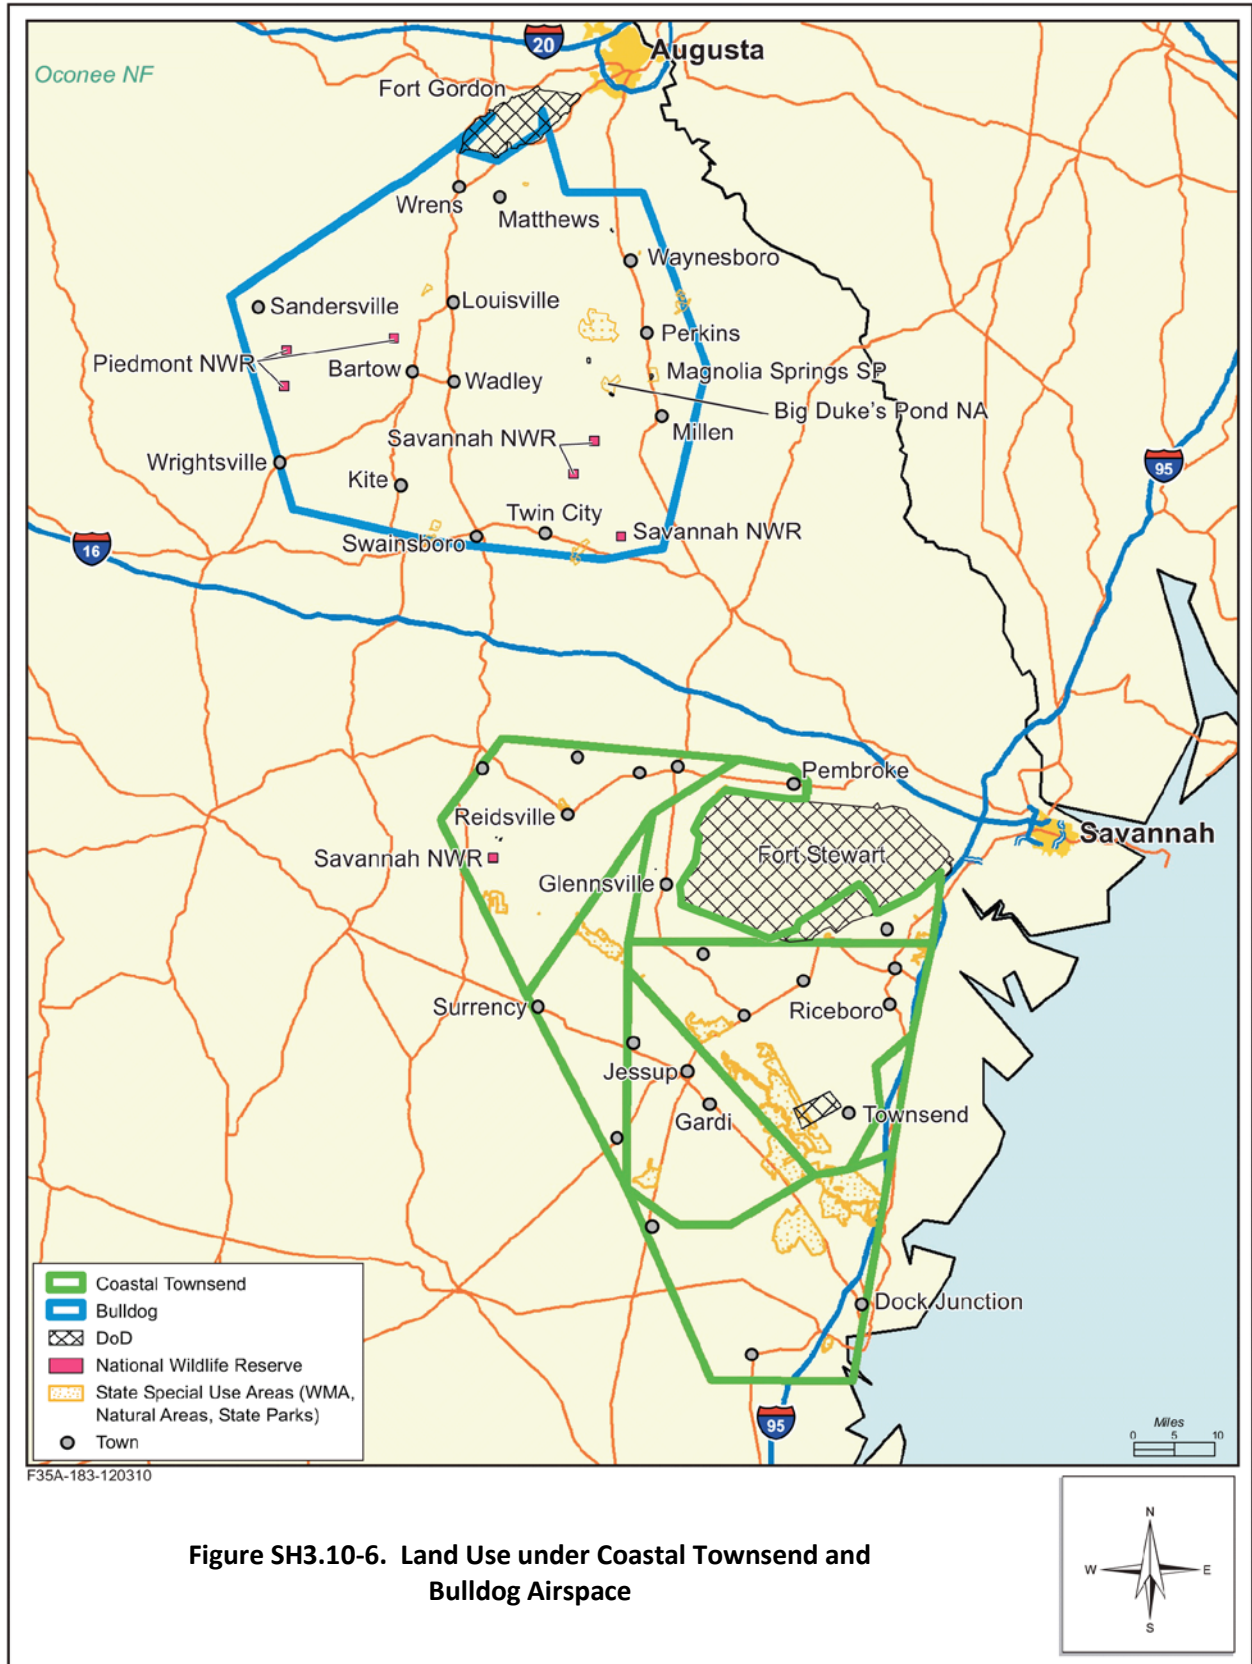 20
Augusta
Oconee NF
Fort Gordon
Wrens
Matthews
Waynesboro
Sandersville
Louisville
Perkins
Piedmont NWR
Bartow
Wadley
Magnolia Springs SP
Big Duke's Pond NA
Millen
Savannah NWR
Wrightsville
95
Kite
Twin City
Savannah NWR
Swainsboro
16
Pembroke
Reidsville
Savannah
Savannah NWR
Fort Stewart
Glennsville
Surrency
Riceboro
Jessup
Gardi
Townsend
Coastal Townsend
Bulldog
DoD
National Wildlife Reserve
State Special Use Areas (WMA,
Natural Areas, State Parks)
Town
Dock Junction
95
Miles
0 5 10
F35A-183-120310
Figure SH3.10-6. Land Use under Coastal Townsend and
Bulldog Airspace
N
W E
S